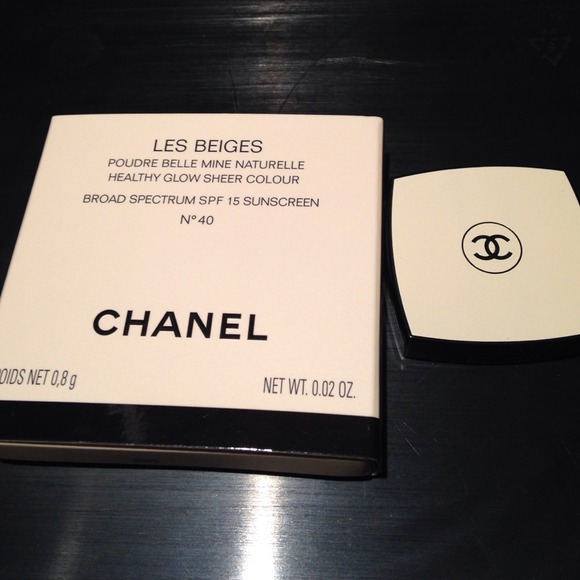 LES BEIGES
POUDRE BELLE MINE NATURELLE
HEALTHY GLOW SHEER COLOUR
BROAD SPECTRUM SPF 15 SUNSCREEN
N° 40
CHANEL
POIDS NET 0,8 g
NET WT. 0.02 OZ.